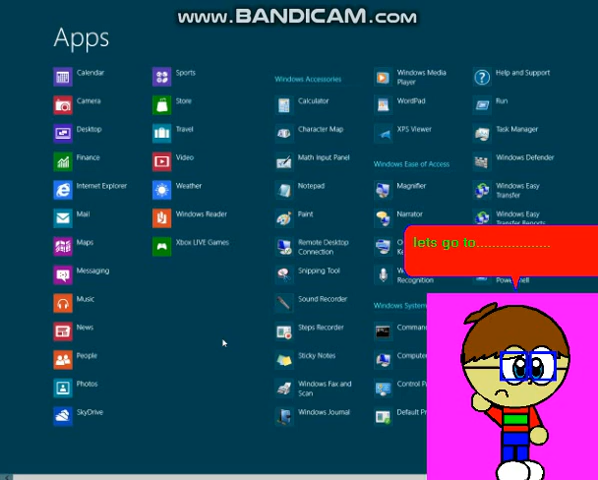 www.BANDICAM.com
Apps
Calendar
Camera
Desktop
Finance
Internet Explorer
Mail
Maps
Messaging
Music
News
People
Photos
SkyDrive
Sports
Store
Travel
Video
Weather
Windows Reader
Xbox LIVE Games
Windows Accessories
Calculator
Character Map
Math Input Panel
Notepad
Paint
Remote Desktop
Connection
Snipping Tool
Sound Recorder
Steps Recorder
Sticky Notes
Windows Fax and
Scan
Windows Journal
Windows Media
Player
WordPad
XPS Viewer
Windows Ease of Access
Magnifier
Narrator
Recognition
Windows System
Help and Support
Run
Task Manager
Windows Defender
Windows Easy
Transfer
Windows Easy
Transfer Reports
lets go to...................